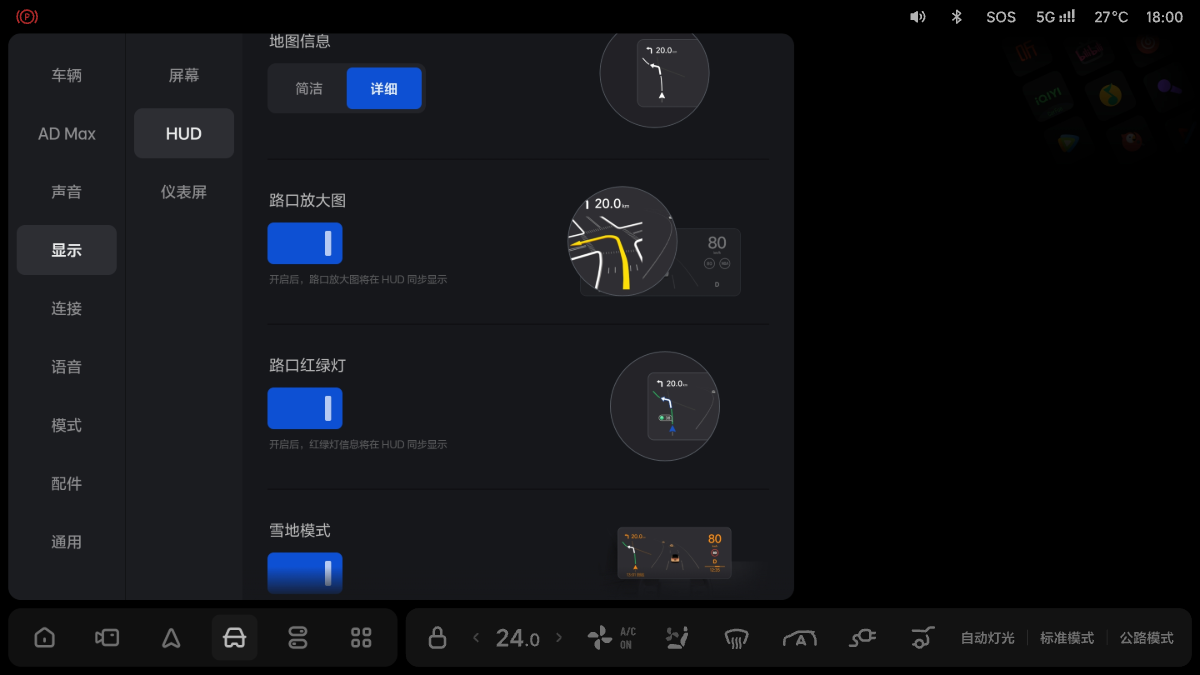 P
SOS
5G
27°C
18:00
车辆
AD Max
声音
显示
连接
语音
模式
配件
通用
屏幕
HUD
仪表屏
地图信息
简洁
详细
20.0km
路口放大图
开启后，路口放大图将在 HUD 同步显示
20.0km
80
D
路口红绿灯
开启后，红绿灯信息将在 HUD 同步显示
20.0km
雪地模式
20.0
80
D
iQIYI
24.0
A/C
ON
A
自动灯光
标准模式
公路模式